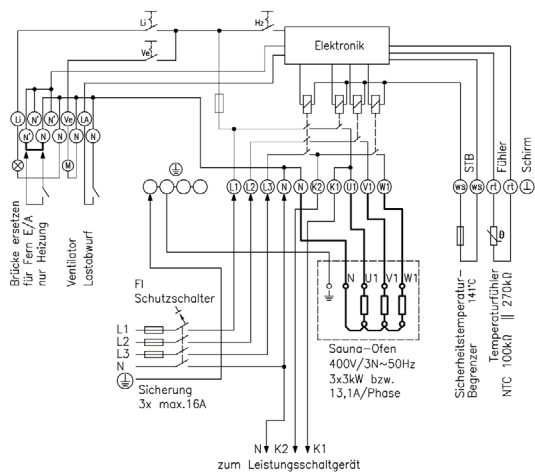 Li
Hz
Ve
Elektronik
Li N' N' Ve LA
N' N N N N
M
L1 L2 L3 N N K2 K1 U1 V1 W1
ws ws rt rt
STB
Fühler
Schirm
ϑ
Brücke ersetzen
für Fern E/A
nur Heizung
Ventilator
Lastabwurf
FI
Schutzschalter
L1
L2
L3
N
Sicherung
3x max.16A
N U1 V1 W1
Sauna-Ofen
400V/3N~50Hz
3x3kW bzw.
13,1A/Phase
Sicherheitstemperatur-
Begrenzer 141°C
Temperaturfühler
NTC 100kΩ || 270kΩ
N K2 K1
zum Leistungsschaltgerät